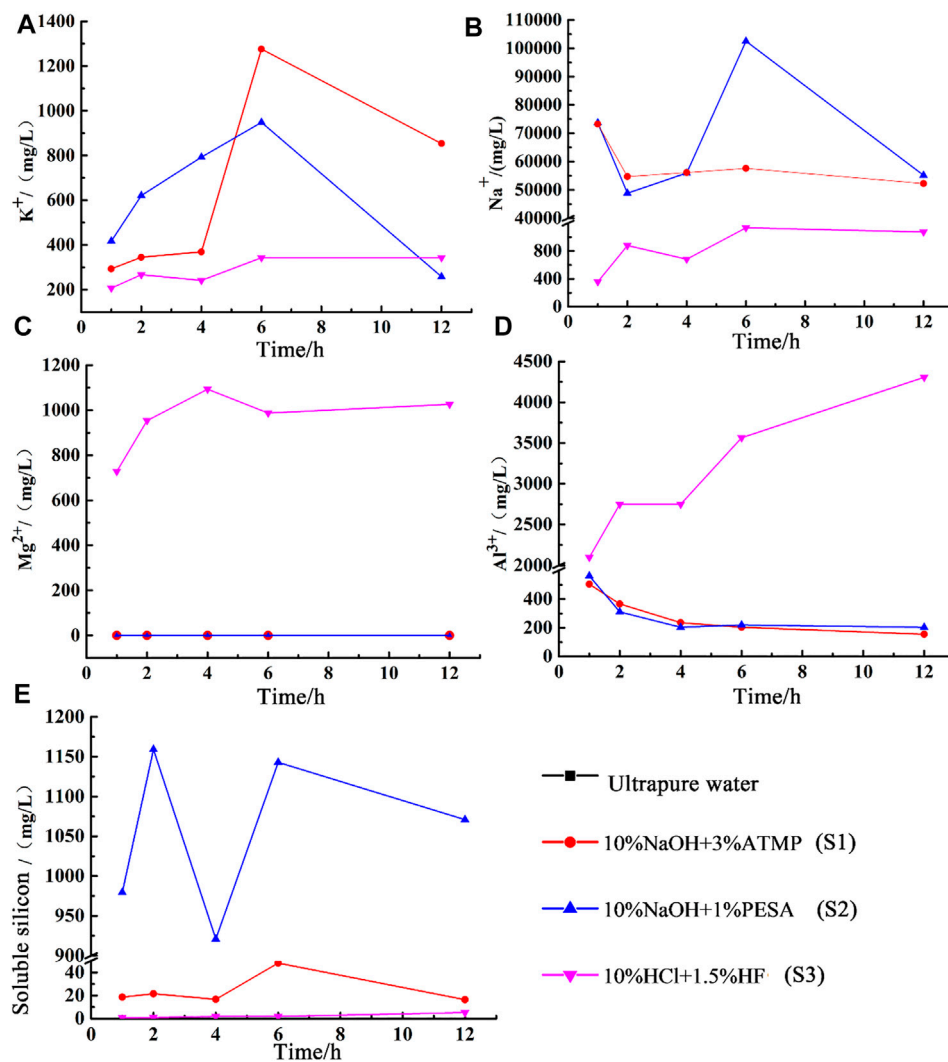 A
K⁺/（mg/L）
1400
1200
1000
800
600
400
200
0 2 4 6 8 10 12
Time/h
B
Na⁺/(mg/L)
110000
100000
90000
80000
70000
60000
50000
40000
800
400
0
0 2 4 6 8 10 12
Time/h
C
Mg²⁺/（mg/L）
1200
1000
800
600
400
200
0
0 2 4 6 8 10 12
Time/h
D
Al³⁺/（mg/L）
4500
4000
3500
3000
2500
2000
400
200
0
0 2 4 6 8 10 12
Time/h
E
Soluble silicon /（mg/L）
1200
1150
1100
1050
1000
950
900
40
20
0
0 2 4 6 8 10 12
Time/h
Ultrapure water
10%NaOH+3%ATMP (S1)
10%NaOH+1%PESA (S2)
10%HCl+1.5%HF (S3)